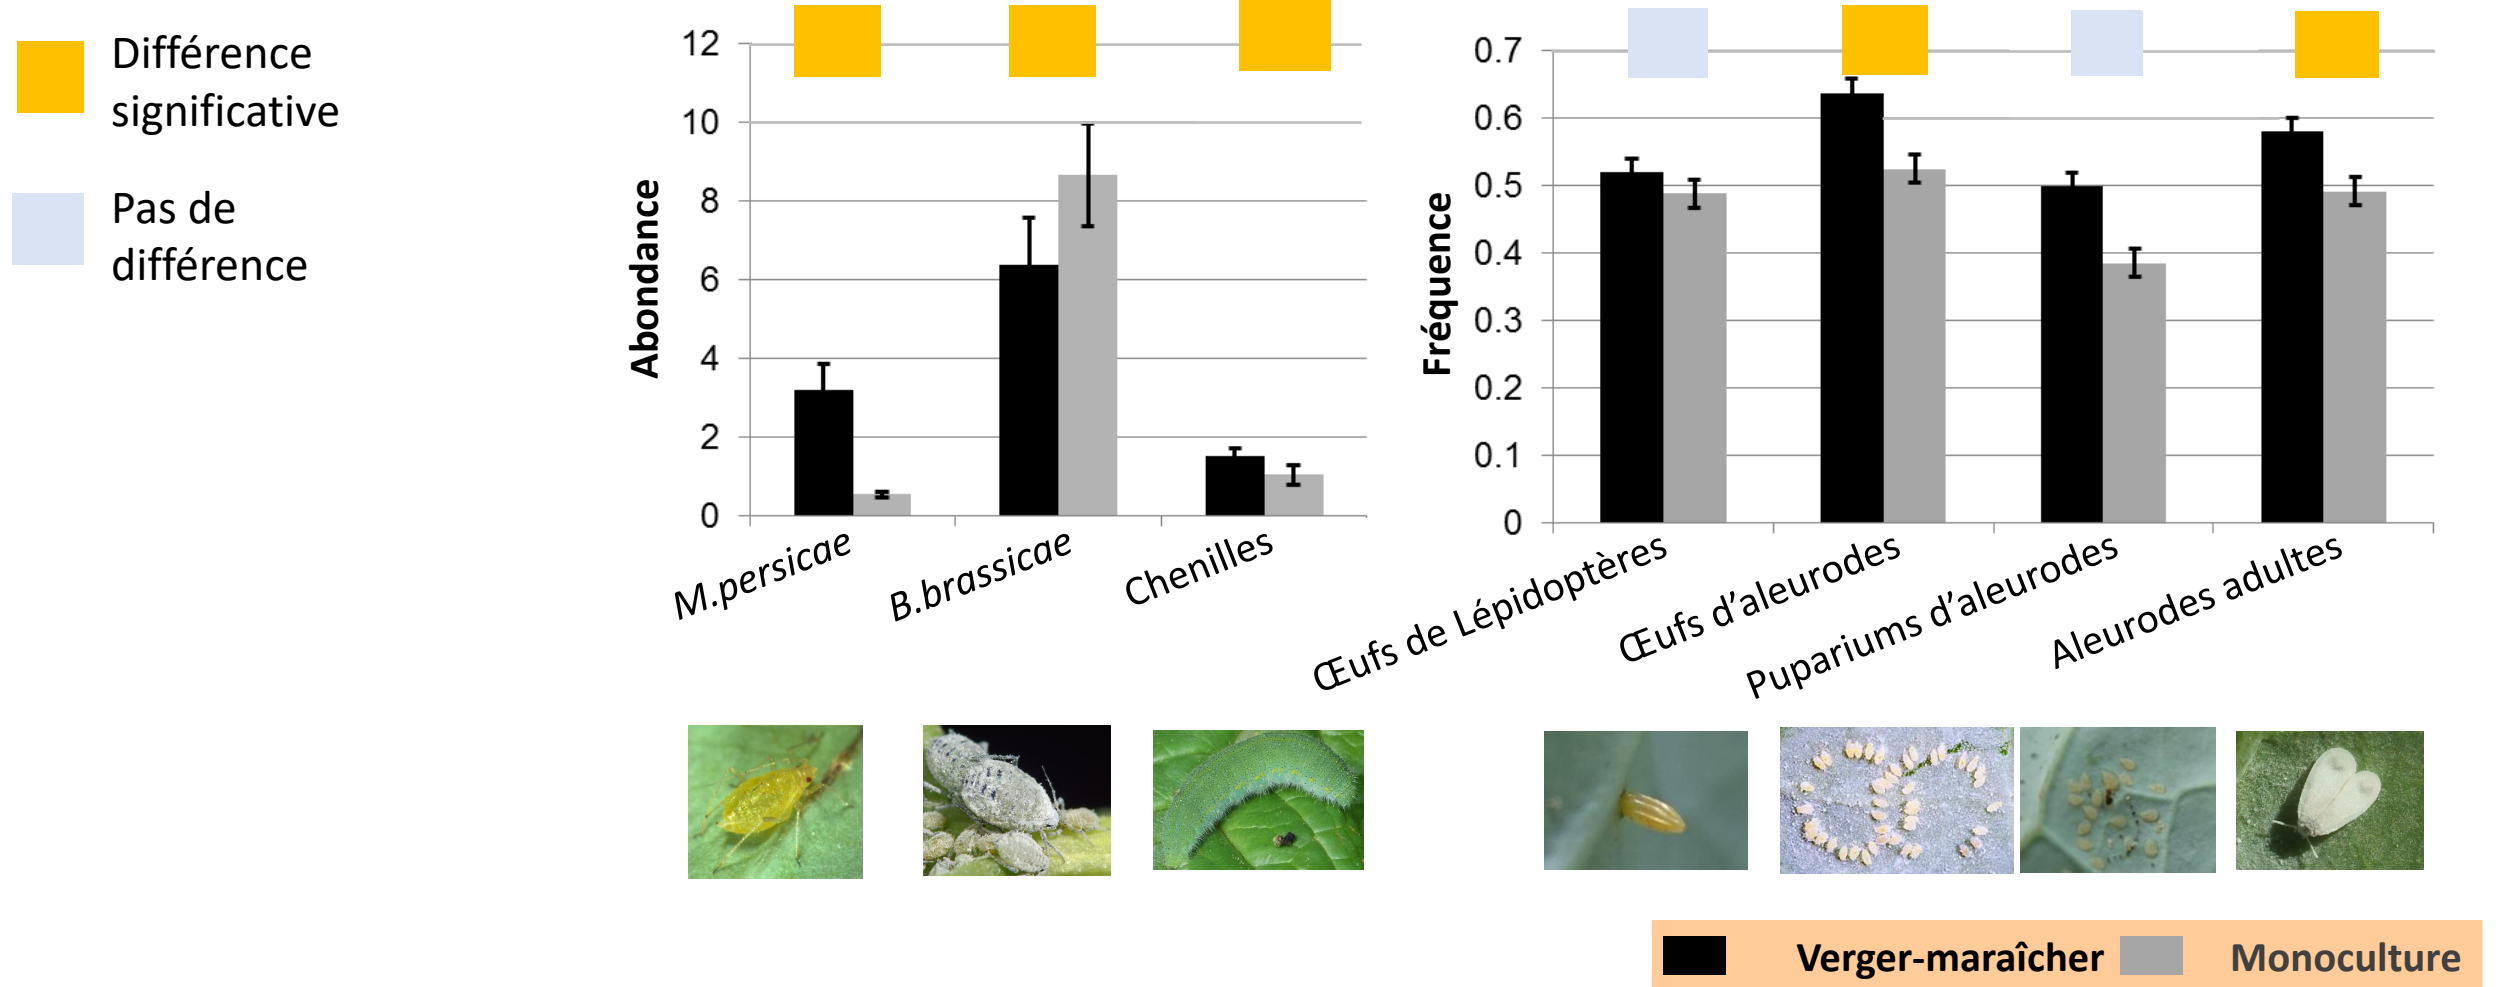 Différence
significative
Pas de
différence
Abondance
12
10
8
6
4
2
0
M.persicae
B.brassicae
Chenilles
Fréquence
0.7
0.6
0.5
0.4
0.3
0.2
0.1
0
Œufs de Lépidoptères
Œufs d’aleurodes
Pupariums d’aleurodes
Aleurodes adultes
Verger-maraîcher
Monoculture